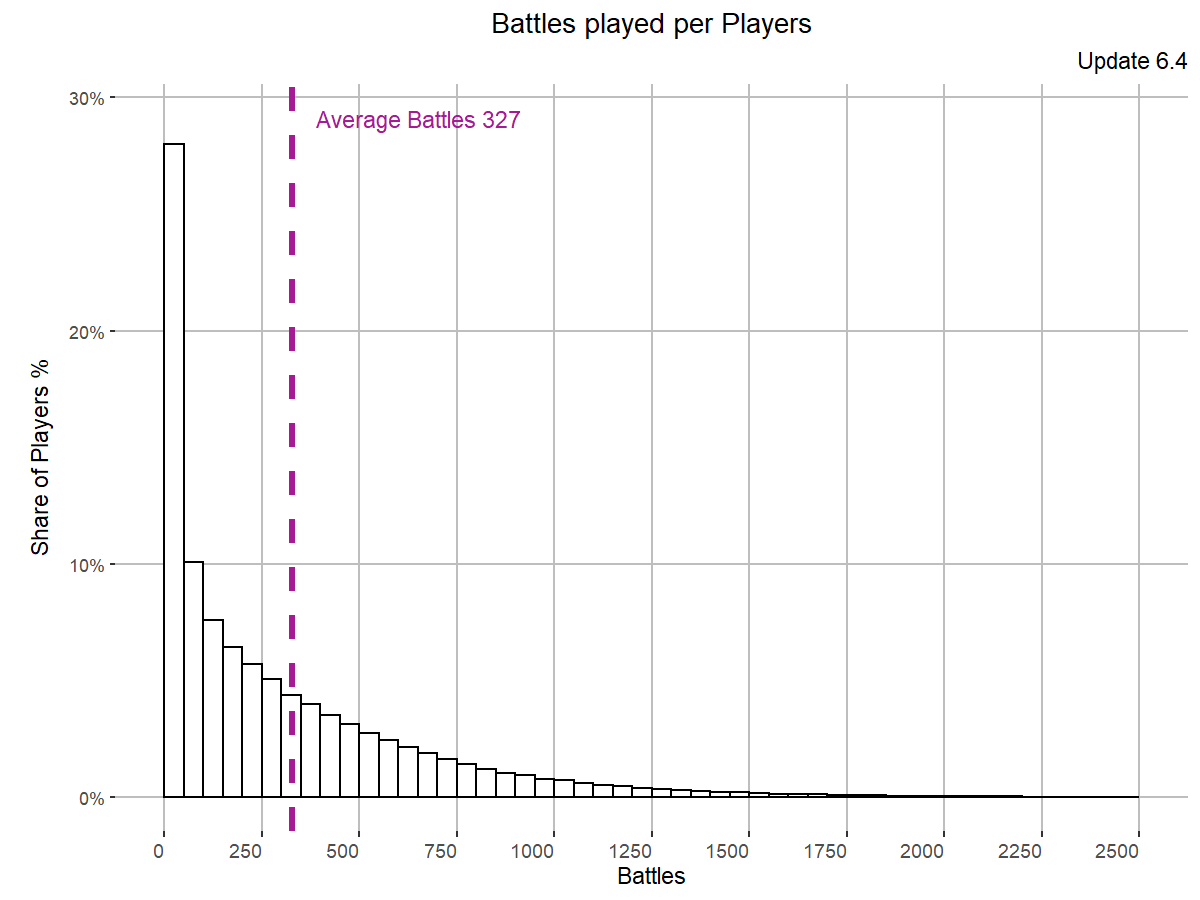 Battles played per Players
Update 6.4
30%
Average Battles 327
20%
Share of Players %
10%
0%
0 250 500 750 1000 1250 1500 1750 2000 2250 2500
Battles